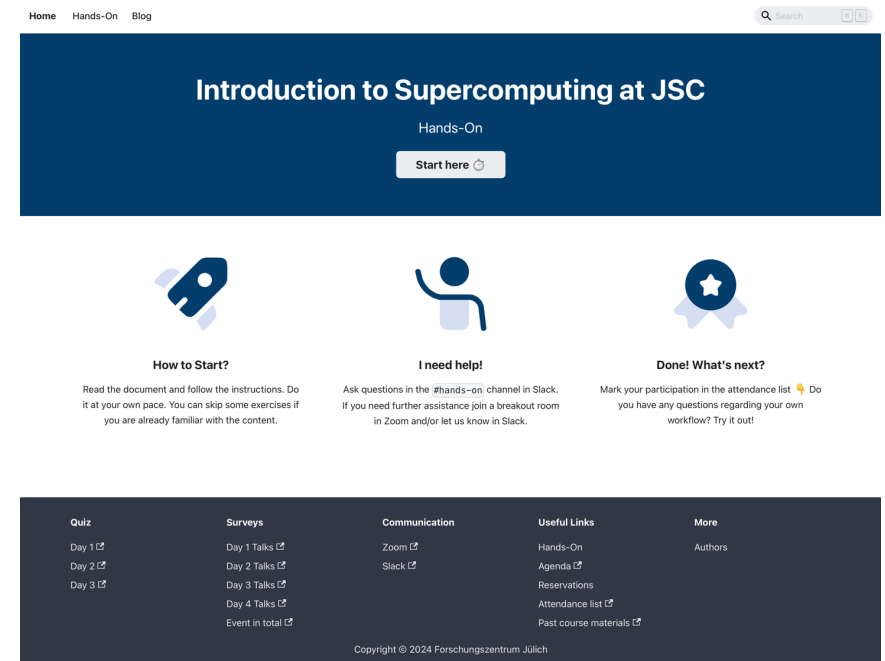 Home Hands-On Blog Search ⌘ K
Introduction to Supercomputing at JSC
Hands-On
Start here ⏱
How to Start?
Read the document and follow the instructions. Do
it at your own pace. You can skip some exercises if
you are already familiar with the content.
I need help!
Ask questions in the #hands-on channel in Slack.
If you need further assistance join a breakout room
in Zoom and/or let us know in Slack.
Done! What's next?
Mark your participation in the attendance list 👇 Do
you have any questions regarding your own
workflow? Try it out!
Quiz
Day 1
Day 2
Day 3
Surveys
Day 1 Talks
Day 2 Talks
Day 3 Talks
Day 4 Talks
Event in total
Communication
Zoom
Slack
Useful Links
Hands-On
Agenda
Reservations
Attendance list
Past course materials
More
Authors
Copyright © 2024 Forschungszentrum Jülich